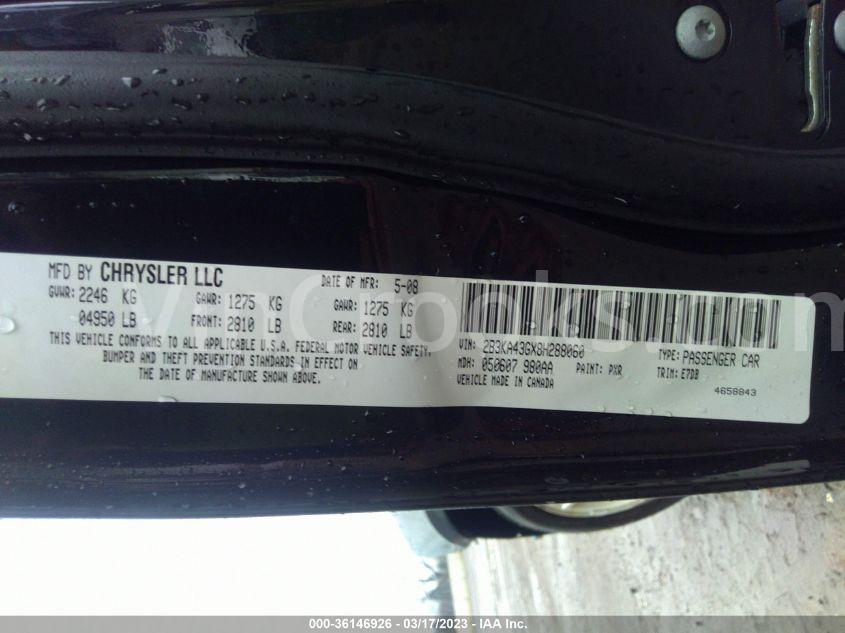 MFD BY CHRYSLER LLC
DATE OF MFR: 5-08
GVWR: 2246 KG
GAWR: 1275 KG
GAWR: 1275 KG
04950 LB
FRONT: 2810 LB
REAR: 2810 LB
THIS VEHICLE CONFORMS TO ALL APPLICABLE U.S.A. FEDERAL MOTOR VEHICLE SAFETY,
BUMPER AND THEFT PREVENTION STANDARDS IN EFFECT ON
THE DATE OF MANUFACTURE SHOWN ABOVE.
VIN: 2B3KA43GX8H288060
TYPE: PASSENGER CAR
MDH: 050607 980AA
PAINT: PXR
TRIM: E7DB
VEHICLE MADE IN CANADA
4658843
000-36146926 - 03/17/2023 - IAA Inc.